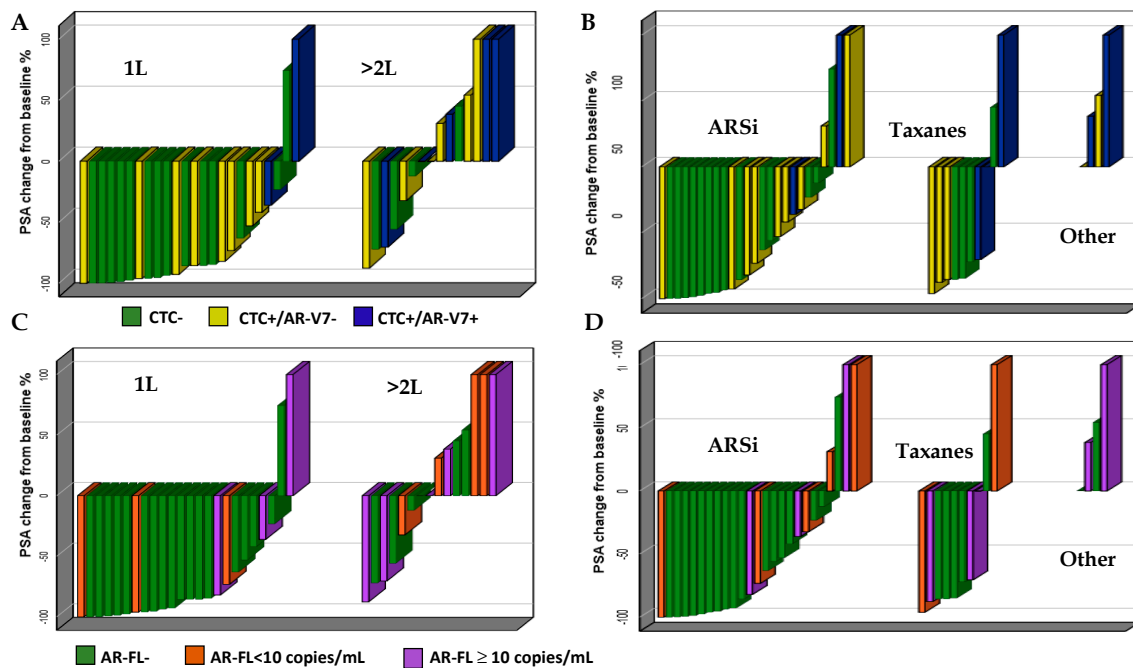 A
B
PSA change from baseline %
100
50
0
-50
-100
1L
>2L
PSA change from baseline %
100
50
0
-50
ARSi
Taxanes
Other
CTC-
CTC+/AR-V7-
CTC+/AR-V7+
C
D
PSA change from baseline %
100
50
0
-50
-100
1L
>2L
PSA change from baseline %
-100
50
0
-50
-100
ARSi
Taxanes
Other
AR-FL-
AR-FL<10 copies/mL
AR-FL ≥ 10 copies/mL